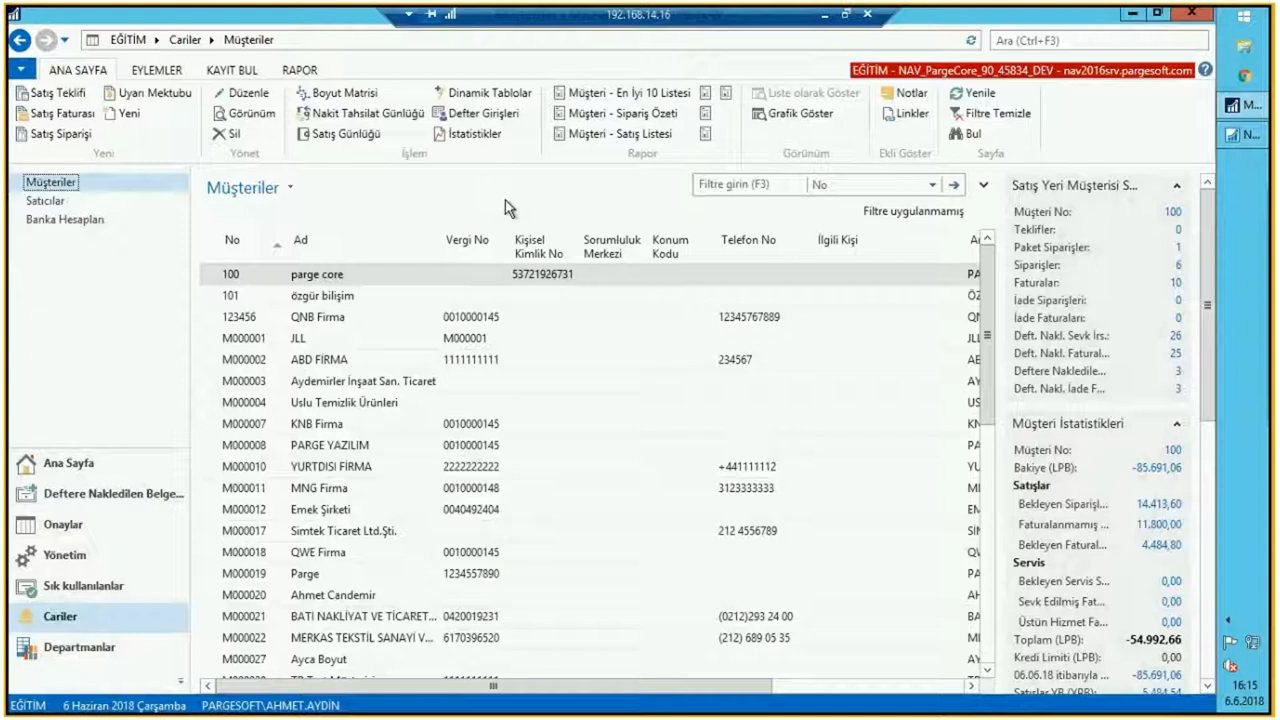 192.168.14.16
EĞİTİM Cariler Müşteriler
Ara (Ctrl+F3)
ANA SAYFA EYLEMLER KAYIT BUL RAPOR
EĞİTİM - NAV_PargeCore_90_45834_DEV - nav2016srv.pargesoft.com
Satış Teklifi Uyarı Mektubu Düzenle Boyut Matrisi Dinamik Tablolar Müşteri - En İyi 10 Listesi Liste olarak Göster Notlar Yenile
Satış Faturası Yeni Görünüm Nakit Tahsilat Günlüğü Defter Girişleri Müşteri - Sipariş Özeti Grafik Göster Linkler Filtre Temizle
Satış Siparişi Sil Satış Günlüğü İstatistikler Müşteri - Satış Listesi Bul
Yeni Yönet İşlem Rapor Görünüm Ekli Göster Sayfa
M...
N...
Müşteriler
Satıcılar
Banka Hesapları
Müşteriler
Filtre girin (F3) No
Filtre uygulanmamış
No Ad Vergi No Kişisel Kimlik No Sorumluluk Merkezi Konum Kodu Telefon No İlgili Kişi
100 parge core 53721926731 PA
101 özgür bilişim ÖZ
123456 QNB Firma 0010000145 12345767889
M000001 JLL M000001 JLL
M000002 ABD FİRMA 1111111111 234567
M000003 Aydemirler İnşaat San. Ticaret AY
M000004 Uslu Temizlik Ürünleri US
M000007 KNB Firma 0010000145
M000008 PARGE YAZILIM 0010000145 PA
M000010 YURTDISI FİRMA 2222222222 +441111112 YU
M000011 MNG Firma 0010000148 3123333333
M000012 Emek Şirketi 0040492404
M000017 Simtek Ticaret Ltd.Şti. 212 4556789
M000018 QWE Firma 0010000145
M000019 Parge 1234557890 PA
M000020 Ahmet Candemir
M000021 BATI NAKLİYAT VE TİCARET... 0420019231 (0212)293 24 00 BA
M000022 MERKAS TEKSTİL SANAYİ V... 6170396520 (212) 689 05 35
M000027 Ayca Boyut AY
Satış Yeri Müşterisi S...
Müşteri No: 100
Teklifler: 0
Paket Siparişler: 1
Siparişler: 6
Faturalar: 10
İade Siparişleri: 0
İade Faturaları: 0
Deft. Nakl. Sevk İrs.: 26
Deft. Nakl. Fatural... 25
Deftere Nakledile... 3
Deft. Nakl. İade F... 3
Müşteri İstatistikleri
Müşteri No: 100
Bakiye (LPB): -85.691,06
Satışlar
Bekleyen Siparişl... 14.413,60
Faturalanmamış ... 11.800,00
Bekleyen Fatural... 4.484,80
Servis
Bekleyen Servis S... 0,00
Sevk Edilmiş Fat... 0,00
Üstün Hizmet Fa... 0,00
Toplam (LPB): -54.992,66
Kredi Limiti (LPB): 0,00
06.06.18 itibarıyla ... -85.691,06
Ana Sayfa
Deftere Nakledilen Belge...
Onaylar
Yönetim
Sık kullanılanlar
Cariler
Departmanlar
EĞİTİM 6 Haziran 2018 Çarşamba PARGESOFT\AHMET.AYDIN
16:15
6.6.2018